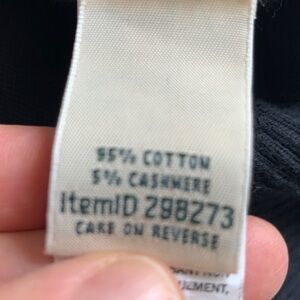 95% COTTON
5% CASHMERE
ItemID 298273
CARE ON REVERSE